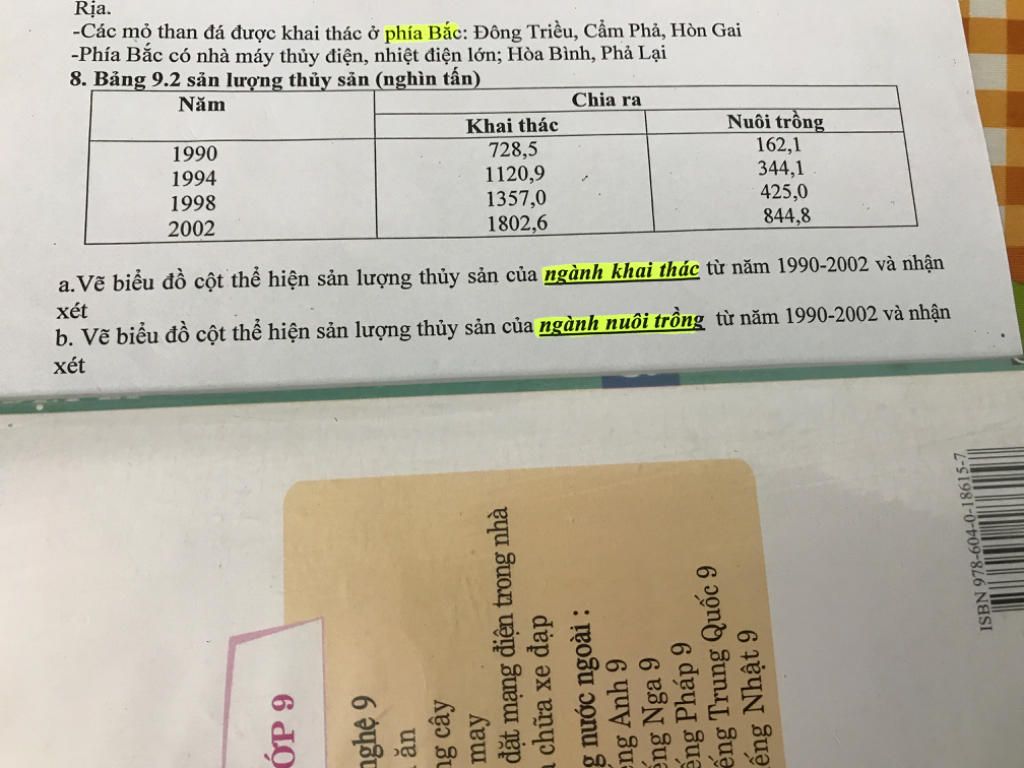 Rịa.
-Các mỏ than đá được khai thác ở phía Bắc: Đông Triều, Cẩm Phả, Hòn Gai
-Phía Bắc có nhà máy thủy điện, nhiệt điện lớn; Hòa Bình, Phả Lại
8. Bảng 9.2 sản lượng thủy sản (nghìn tấn)
Năm Chia ra
Khai thác Nuôi trồng
1990 728,5 162,1
1994 1120,9 344,1
1998 1357,0 425,0
2002 1802,6 844,8
a.Vẽ biểu đồ cột thể hiện sản lượng thủy sản của ngành khai thác từ năm 1990-2002 và nhận
xét
b. Vẽ biểu đồ cột thể hiện sản lượng thủy sản của ngành nuôi trồng từ năm 1990-2002 và nhận
xét
ỚP 9
nghệ 9
ăn
ng cây
may
đặt mạng điện trong nhà
chữa xe đạp
g nước ngoài :
ếng Anh 9
ếng Nga 9
ếng Pháp 9
ếng Trung Quốc 9
ếng Nhật 9
ISBN 978-604-0-18615-7